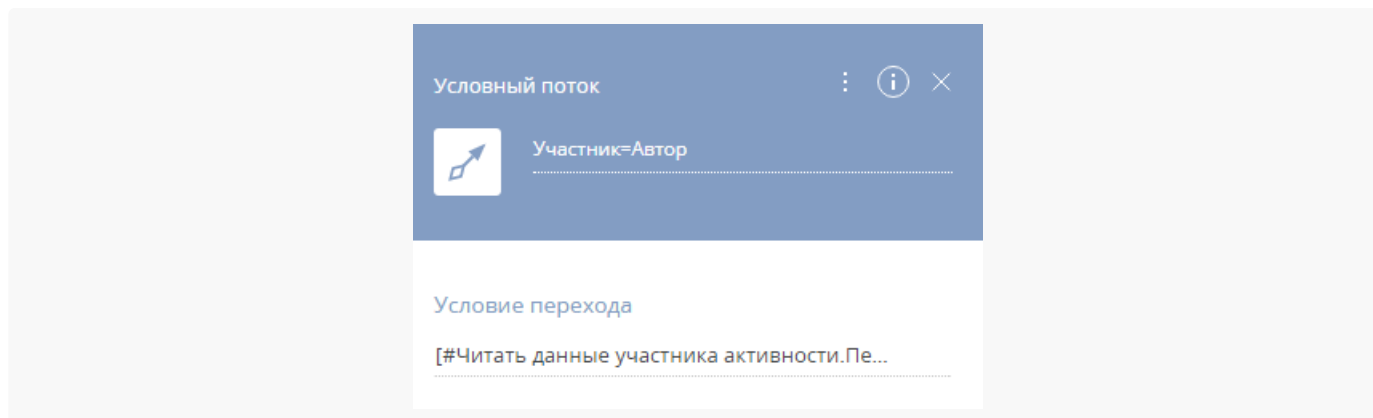 Условный поток
Участник=Автор
Условие перехода
[#Читать данные участника активности.Пе...